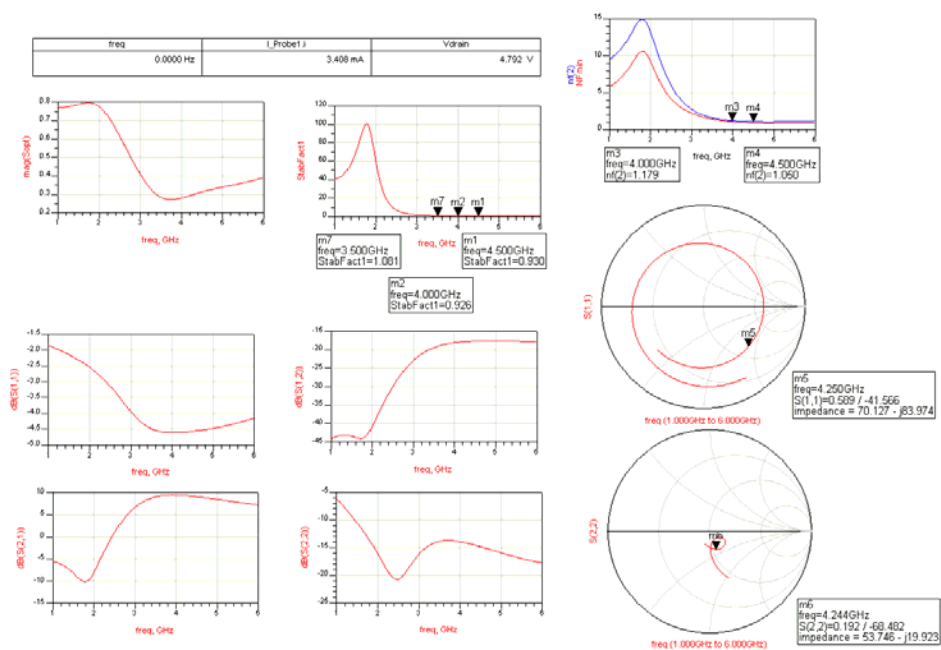 freq I_Probe1.i Vdrain
0.0000 Hz 3.408 mA 4.792 V
mag(Sopt)
0.8
0.7
0.6
0.5
0.4
0.3
0.2
1 2 3 4 5 6
freq, GHz
StabFact1
120
100
80
60
40
20
0
m7 m2 m1
1 2 3 4 5 6
freq, GHz
m7
freq=3.500GHz
StabFact1=1.081
m1
freq=4.500GHz
StabFact1=0.930
m2
freq=4.000GHz
StabFact1=0.926
nf(2)
NFmin
15
10
5
0
m3 m4
1 2 3 4 5 6
freq, GHz
m3
freq=4.000GHz
nf(2)=1.179
m4
freq=4.500GHz
nf(2)=1.050
S(1,1)
m5
freq (1.000GHz to 6.000GHz)
m5
freq=4.250GHz
S(1,1)=0.589 / -41.566
impedance = 70.127 - j83.974
dB(S(1,1))
-1.5
-2.0
-2.5
-3.0
-3.5
-4.0
-4.5
-5.0
1 2 3 4 5 6
freq, GHz
dB(S(1,2))
-15
-20
-25
-30
-35
-40
-45
1 2 3 4 5 6
freq, GHz
dB(S(2,1))
10
5
0
-5
-10
-15
1 2 3 4 5 6
freq, GHz
dB(S(2,2))
-5
-10
-15
-20
-25
1 2 3 4 5 6
freq, GHz
S(2,2)
m6
freq (1.000GHz to 6.000GHz)
m6
freq=4.244GHz
S(2,2)=0.192 / -68.482
impedance = 53.746 - j19.923